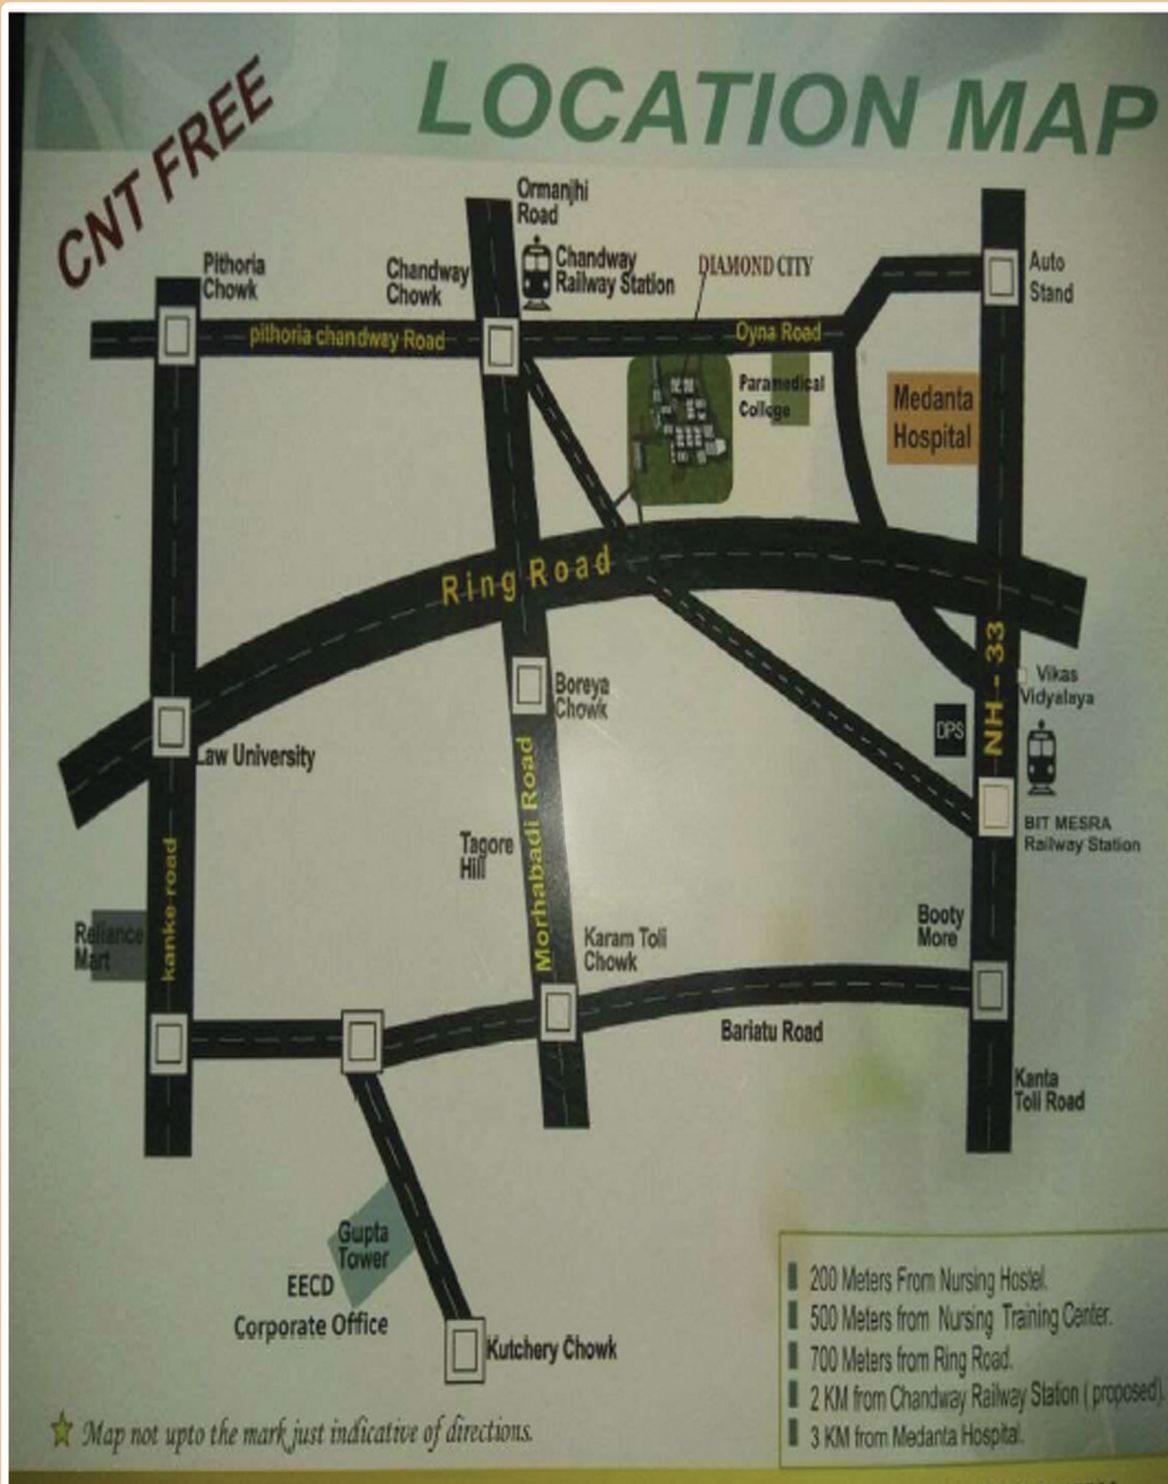 LOCATION MAP
CNT FREE
Ormanjhi
Road
Pithoria
Chowk
Chandway
Chowk
Chandway
Railway Station
DIAMOND CITY
Auto
Stand
pithoria chandway Road
Oyna Road
Paramedical
College
Medanta
Hospital
Ring Road
NH - 33
Boreya
Chowk
Vikas
Vidyalaya
DPS
Law University
BIT MESRA
Railway Station
Tagore
Hill
Morhabadi Road
kanke-road
Reliance
Mart
Karam Toli
Chowk
Booty
More
Bariatu Road
Kanta
Toli Road
Gupta
Tower
EECD
Corporate Office
Kutchery Chowk
200 Meters From Nursing Hostel.
500 Meters from Nursing Training Center.
700 Meters from Ring Road.
2 KM from Chandway Railway Station ( proposed).
3 KM from Medanta Hospital.
Map not upto the mark just indicative of directions.